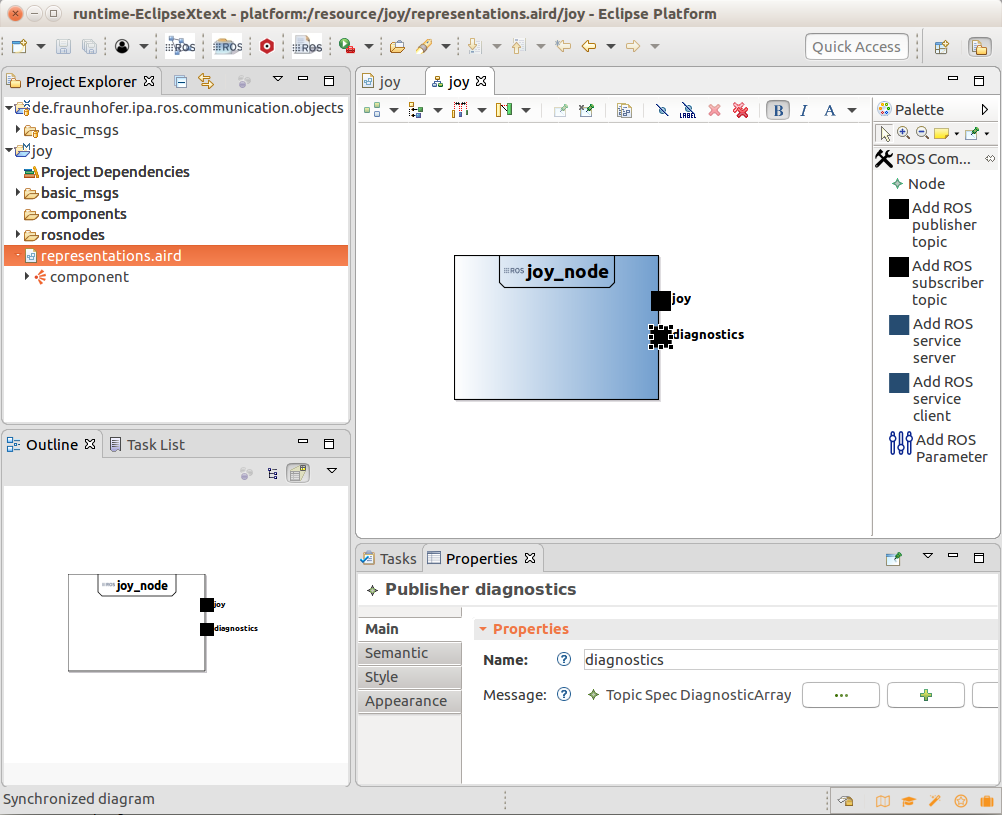 runtime-EclipseXtext - platform:/resource/joy/representations.aird/joy - Eclipse Platform
ROS
ROS
ROS
Quick Access
Project Explorer
de.fraunhofer.ipa.ros.communication.objects
basic_msgs
joy
Project Dependencies
basic_msgs
components
rosnodes
representations.aird
component
joy
joy
LABEL
B
I
A
Palette
ROS Com...
Node
Add ROS
publisher
topic
Add ROS
subscriber
topic
Add ROS
service
server
Add ROS
service
client
Add ROS
Parameter
ROS joy_node
joy
diagnostics
Outline
Task List
joy_node
joy
diagnostics
Tasks
Properties
Publisher diagnostics
Main
Semantic
Style
Appearance
Properties
Name:
diagnostics
Message:
Topic Spec DiagnosticArray
...
Synchronized diagram